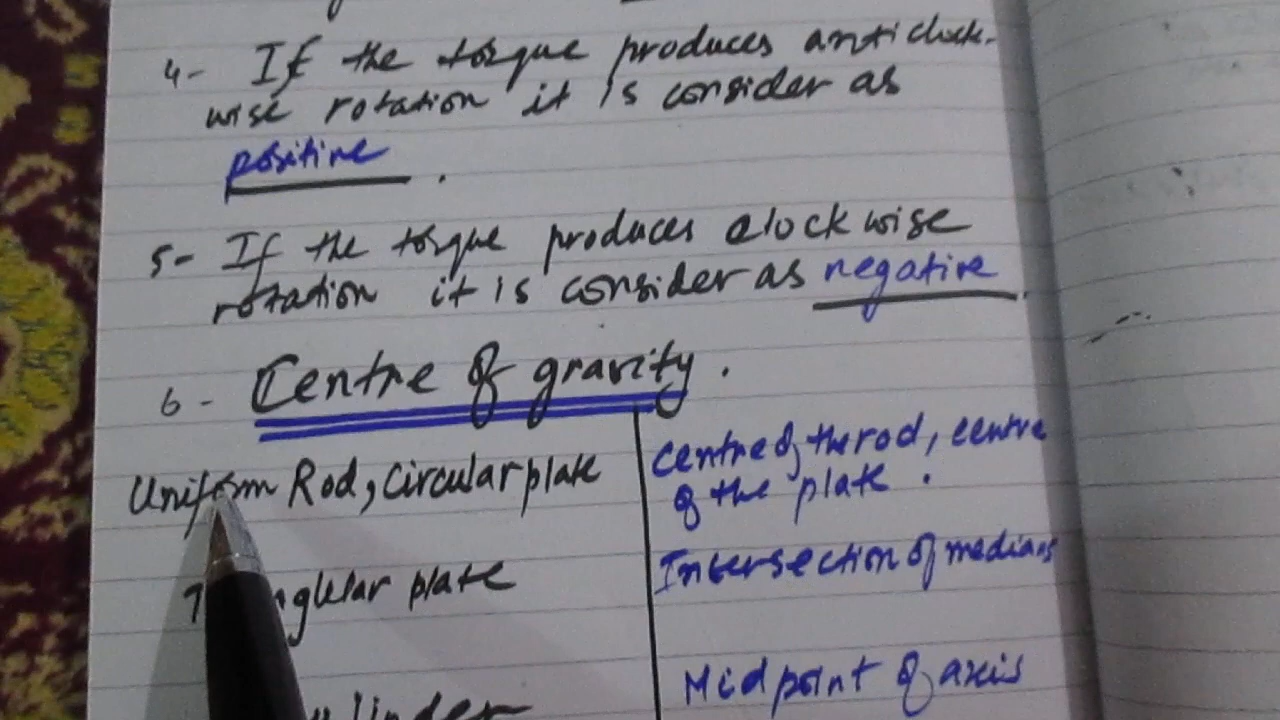 4- If the torque produces anticlock-
wise rotation it is consider as
positive.
5- If the torque produces clockwise
rotation it is consider as negative.
6- Centre of gravity.
Uniform Rod, Circular plate
Centre of the rod, centre
of the plate.
plate
Intersection of medians
Midpoint of axis